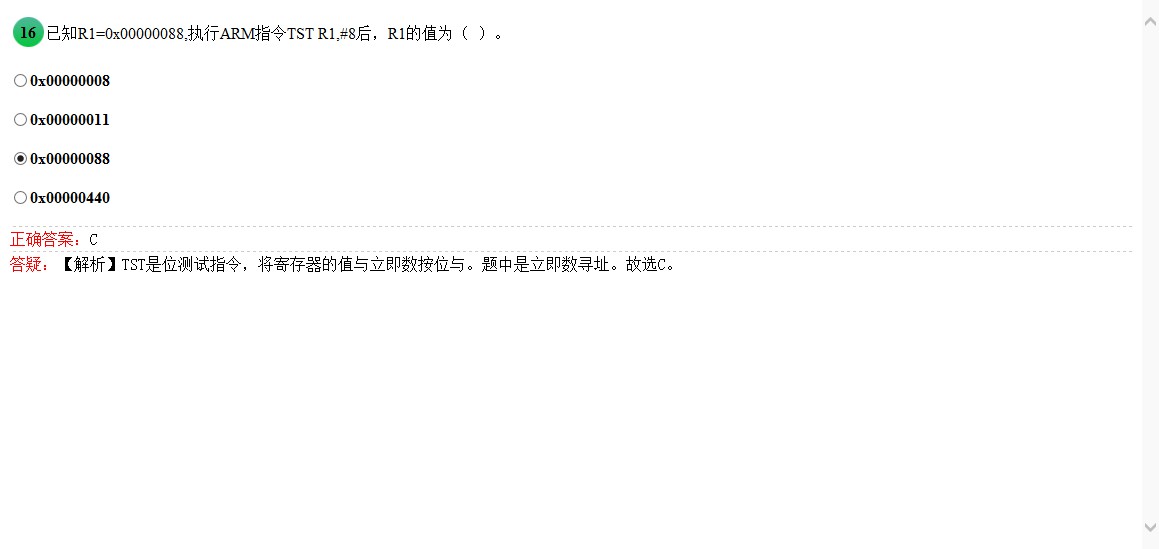 16 已知R1=0x00000088,执行ARM指令TST R1,#8后，R1的值为（ ）。
0x00000008
0x00000011
0x00000088
0x00000440
正确答案：C
答疑：【解析】TST是位测试指令，将寄存器的值与立即数按位与。题中是立即数寻址。故选C。